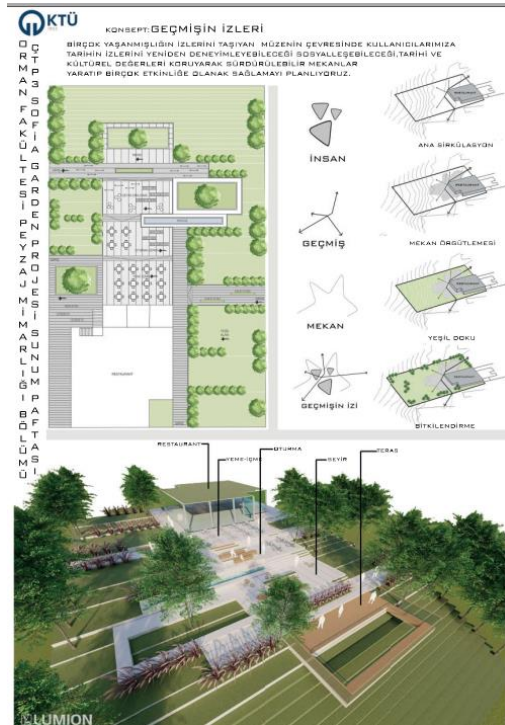 KTÜ
ORMAN FAKÜLTESİ PEYZAJ MİMARLIĞI BÖLÜMÜ
ÇTP3 SOFİA GARDEN PROJESİ SUNUM PAFTASI
KONSEPT:GEÇMİŞİN İZLERİ
BİRÇOK YAŞANMIŞLIĞIN İZLERİNİ TAŞIYAN MÜZENİN ÇEVRESİNDE KULLANICILARIMIZA
TARİHİN İZLERİNİ YENİDEN DENEYİMLEYEBİLECEĞİ SOSYALLEŞEBİLECEĞİ,TARİHİ VE
KÜLTÜREL DEĞERLERİ KORUYARAK SÜRDÜRÜLEBİLİR MEKANLAR
YARATIP BİRÇOK ETKİNLİĞE OLANAK SAĞLAMAYI PLANLIYORUZ.
RESTAURANT
İNSAN
GEÇMİŞ
MEKAN
GEÇMİŞİN İZİ
ANA SİRKÜLASYON
MEKAN ÖRGÜTLEMESİ
YEŞİL DOKU
BİTKİLENDİRME
RESTAURANT
YEME-İÇME
OTURMA
SEYİR
TERAS
LUMION